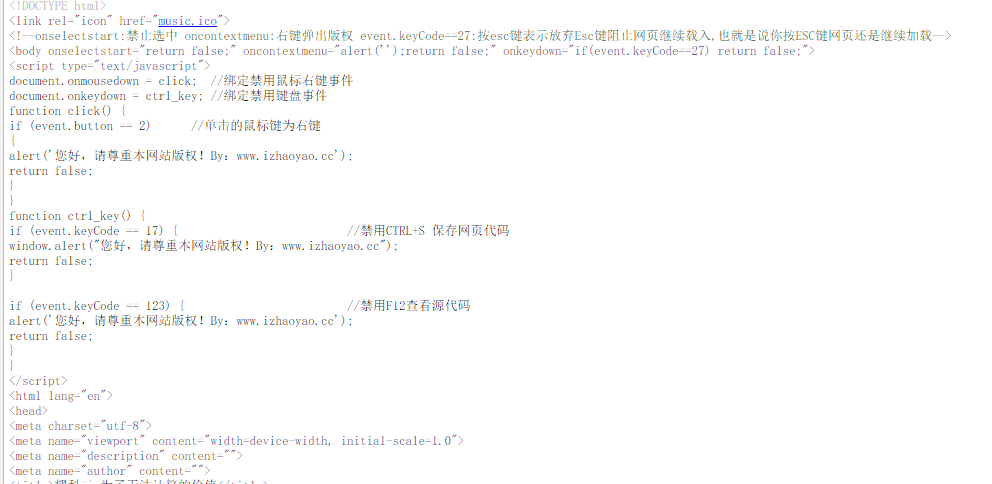 <!DOCTYPE html>
<link rel="icon" href="music.ico">
<!—onselectstart:禁止选中 oncontextmenu:右键弹出版权 event.keyCode==27:按esc键表示放弃Esc键阻止网页继续载入,也就是说你按ESC键网页还是继续加载—>
<body onselectstart="return false;" oncontextmenu="alert('');return false;" onkeydown="if(event.keyCode==27) return false;">
<script type="text/javascript">
document.onmousedown = click;  //绑定禁用鼠标右键事件
document.onkeydown = ctrl_key; //绑定禁用键盘事件
function click() {
if (event.button == 2)      //单击的鼠标键为右键
{
alert('您好，请尊重本网站版权！By：www.izhaoyao.cc');
return false;
}
}
function ctrl_key() {
if (event.keyCode == 17) {                          //禁用CTRL+S 保存网页代码
window.alert("您好，请尊重本网站版权！By：www.izhaoyao.cc");
return false;
}
if (event.keyCode == 123) {                         //禁用F12查看源代码
alert('您好，请尊重本网站版权！By：www.izhaoyao.cc');
return false;
}
}
</script>
<html lang="en">
<head>
<meta charset="utf-8">
<meta name="viewport" content="width=device-width, initial-scale=1.0">
<meta name="description" content="">
<meta name="author" content="">